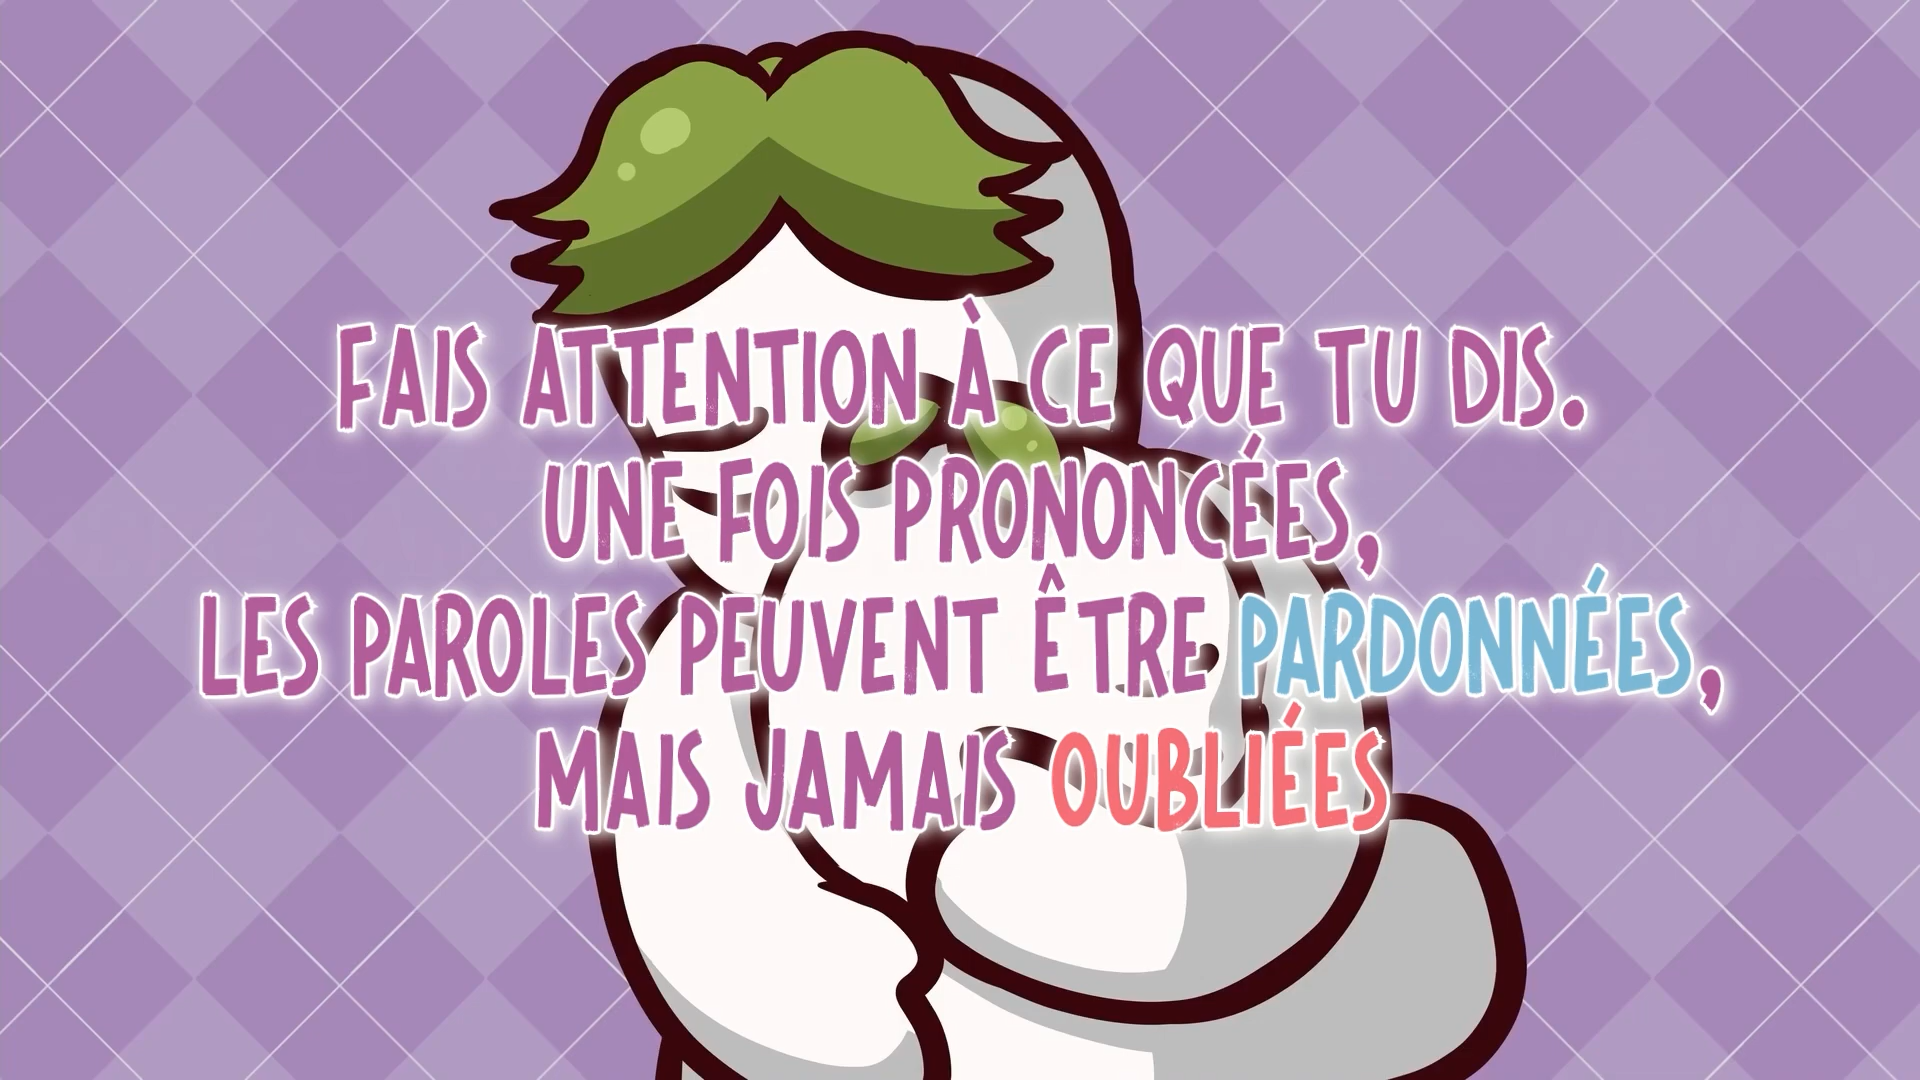 FAIS ATTENTION À CE QUE TU DIS.
UNE FOIS PRONONCÉES,
LES PAROLES PEUVENT ÊTRE PARDONNÉES,
MAIS JAMAIS OUBLIÉES